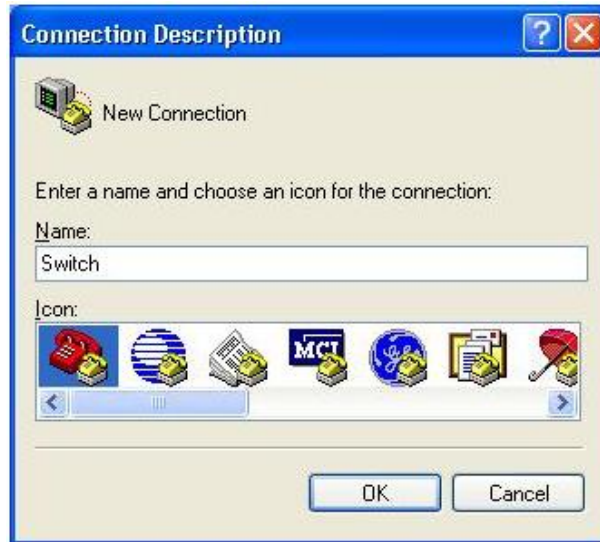 Connection Description
New Connection
Enter a name and choose an icon for the connection:
Name:
Switch
Icon:
MCI
OK
Cancel